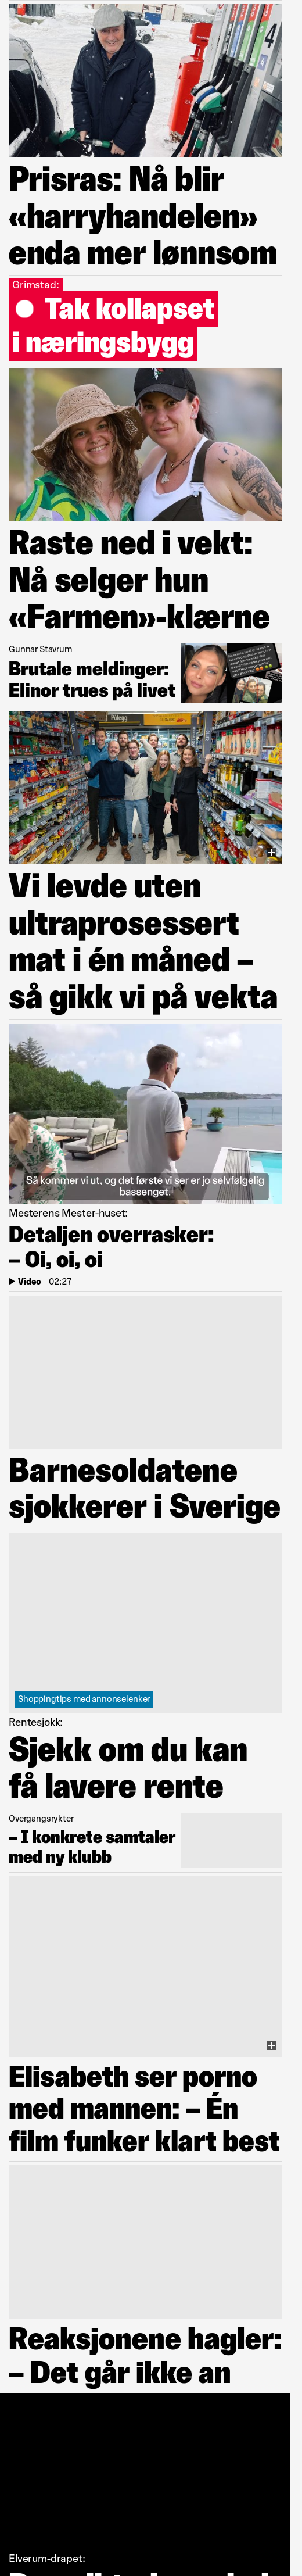 Prisras: Nå blir
«harryhandelen»
enda mer lønnsom
Grimstad:
Tak kollapset
i næringsbygg
Raste ned i vekt:
Nå selger hun
«Farmen»-klærne
Gunnar Stavrum
Brutale meldinger:
Elinor trues på livet
Vi levde uten
ultraprosessert
mat i én måned –
så gikk vi på vekta
Så kommer vi ut, og det første vi ser er jo selvfølgelig
bassenget.
Mesterens Mester-huset:
Detaljen overrasker:
– Oi, oi, oi
Video | 02:27
Barnesoldatene
sjokkerer i Sverige
Shoppingtips med annonselenker
Rentesjokk:
Sjekk om du kan
få lavere rente
Overgangsrykter
– I konkrete samtaler
med ny klubb
Elisabeth ser porno
med mannen: – Én
film funker klart best
Reaksjonene hagler:
– Det går ikke an
Elverum-drapet: